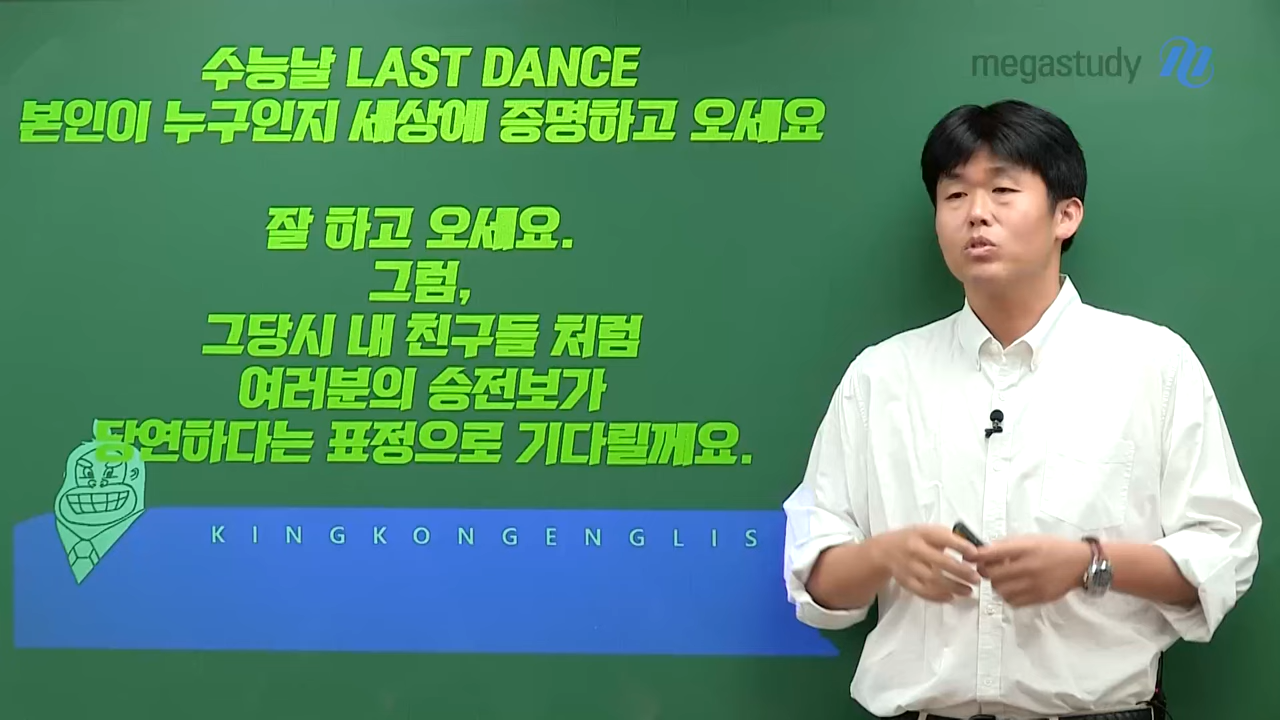 수능날 LAST DANCE
본인이 누구인지 세상에 증명하고 오세요
잘 하고 오세요.
그럼,
그당시 내 친구들 처럼
여러분의 승전보가
당연하다는 표정으로 기다릴께요.
KINGKONGENGLIS
megastudy